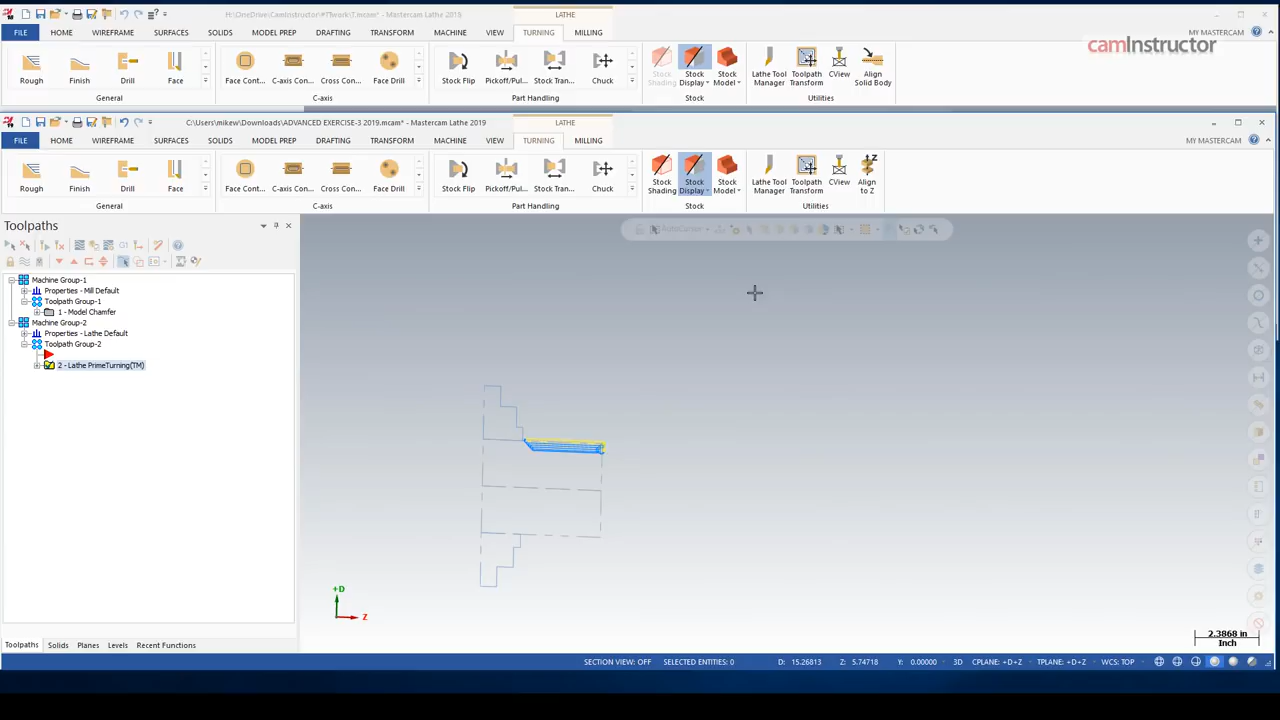 H:\OneDrive\CamInstructor\#TTwork\T.mcam* - Mastercam Lathe 2018
LATHE
FILE HOME WIREFRAME SURFACES SOLIDS MODEL PREP DRAFTING TRANSFORM MACHINE VIEW TURNING MILLING MY MASTERCAM
camInstructor
Rough Finish Drill Face Face Cont... C-axis Con... Cross Con... Face Drill Stock Flip Pickoff/Pul... Stock Tran... Chuck Stock Shading Stock Display Stock Model Lathe Tool Manager Toolpath Transform CView Align Solid Body
General C-axis Part Handling Stock Utilities
C:\Users\mikew\Downloads\ADVANCED EXERCISE-3 2019.mcam* - Mastercam Lathe 2019
LATHE
FILE HOME WIREFRAME SURFACES SOLIDS MODEL PREP DRAFTING TRANSFORM MACHINE VIEW TURNING MILLING MY MASTERCAM
Rough Finish Drill Face Face Cont... C-axis Con... Cross Con... Face Drill Stock Flip Pickoff/Pul... Stock Tran... Chuck Stock Shading Stock Display Stock Model Lathe Tool Manager Toolpath Transform CView Align to Z
General C-axis Part Handling Stock Utilities
Toolpaths
AutoCursor
G1
Machine Group-1
Properties - Mill Default
Toolpath Group-1
1 - Model Chamfer
Machine Group-2
Properties - Lathe Default
Toolpath Group-2
2 - Lathe PrimeTurning(TM)
+D
Z
2.3868 in
Inch
Toolpaths Solids Planes Levels Recent Functions
SECTION VIEW: OFF SELECTED ENTITIES: 0 D: 15.26813 Z: 5.74718 Y: 0.00000 3D CPLANE: +D+Z TPLANE: +D+Z WCS: TOP